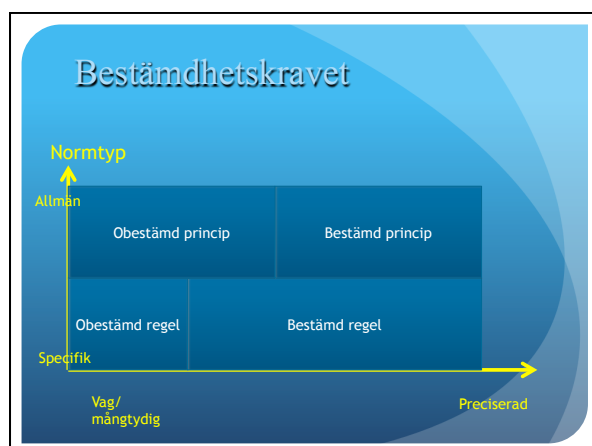 Bestämdhetskravet
Normtyp
Allmän
Obestämd princip
Bestämd princip
Obestämd regel
Bestämd regel
Specifik
Vag/
mångtydig
Preciserad